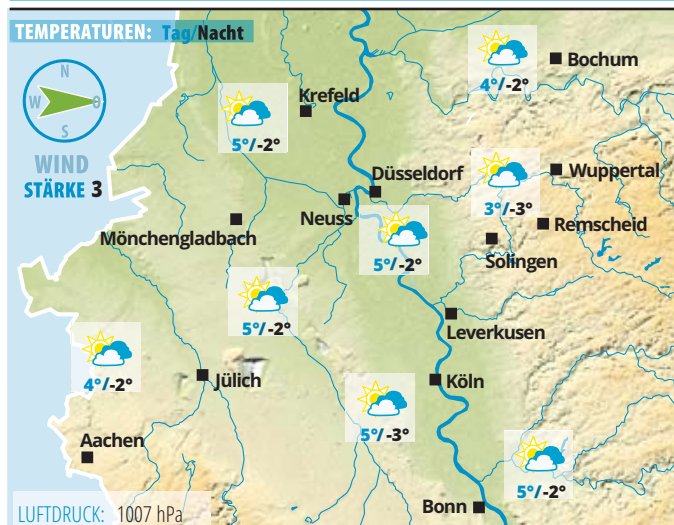 TEMPERATUREN: Tag/Nacht
N
W O
S
WIND
STÄRKE 3
Bochum
4°/-2°
Krefeld
5°/-2°
Düsseldorf
Wuppertal
3°/-3°
Neuss
Remscheid
Mönchengladbach
Solingen
5°/-2°
5°/-2°
Leverkusen
4°/-2°
Jülich
Köln
5°/-3°
Aachen
5°/-2°
Bonn
LUFTDRUCK: 1007 hPa